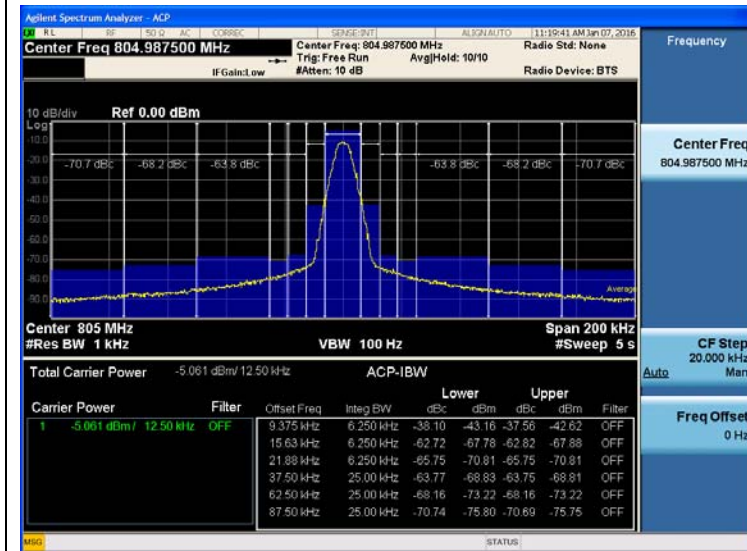 Agilent Spectrum Analyzer - ACP
RL RF 50 Ω AC CORREC SENSE:INT ALIGN AUTO 11:19:41 AM Jan 07, 2016
Center Freq 804.987500 MHz
Center Freq: 804.987500 MHz
Radio Std: None
Trig: Free Run
Avg|Hold: 10/10
IFGain:Low
#Atten: 10 dB
Radio Device: BTS
10 dB/div
Ref 0.00 dBm
Log
-10.0
-20.0
-30.0
-40.0
-50.0
-60.0
-70.0
-80.0
-90.0
-70.7 dBc -68.2 dBc -63.8 dBc -63.8 dBc -68.2 dBc -70.7 dBc
Average
Center 805 MHz
Span 200 kHz
#Res BW 1 kHz
VBW 100 Hz
#Sweep 5 s
Total Carrier Power -5.061 dBm/ 12.50 kHz
ACP-IBW
Lower Upper
Carrier Power Filter
Offset Freq Integ BW dBc dBm dBc dBm Filter
1 -5.061 dBm / 12.50 kHz OFF
9.375 kHz 6.250 kHz -38.10 -43.16 -37.56 -42.62 OFF
15.63 kHz 6.250 kHz -62.72 -67.78 -62.82 -67.88 OFF
21.88 kHz 6.250 kHz -65.75 -70.81 -65.75 -70.81 OFF
37.50 kHz 25.00 kHz -63.77 -68.83 -63.75 -68.81 OFF
62.50 kHz 25.00 kHz -68.16 -73.22 -68.16 -73.22 OFF
87.50 kHz 25.00 kHz -70.74 -75.80 -70.69 -75.75 OFF
MSG
STATUS
Frequency
Center Freq
804.987500 MHz
CF Step
20.000 kHz
Auto Man
Freq Offset
0 Hz